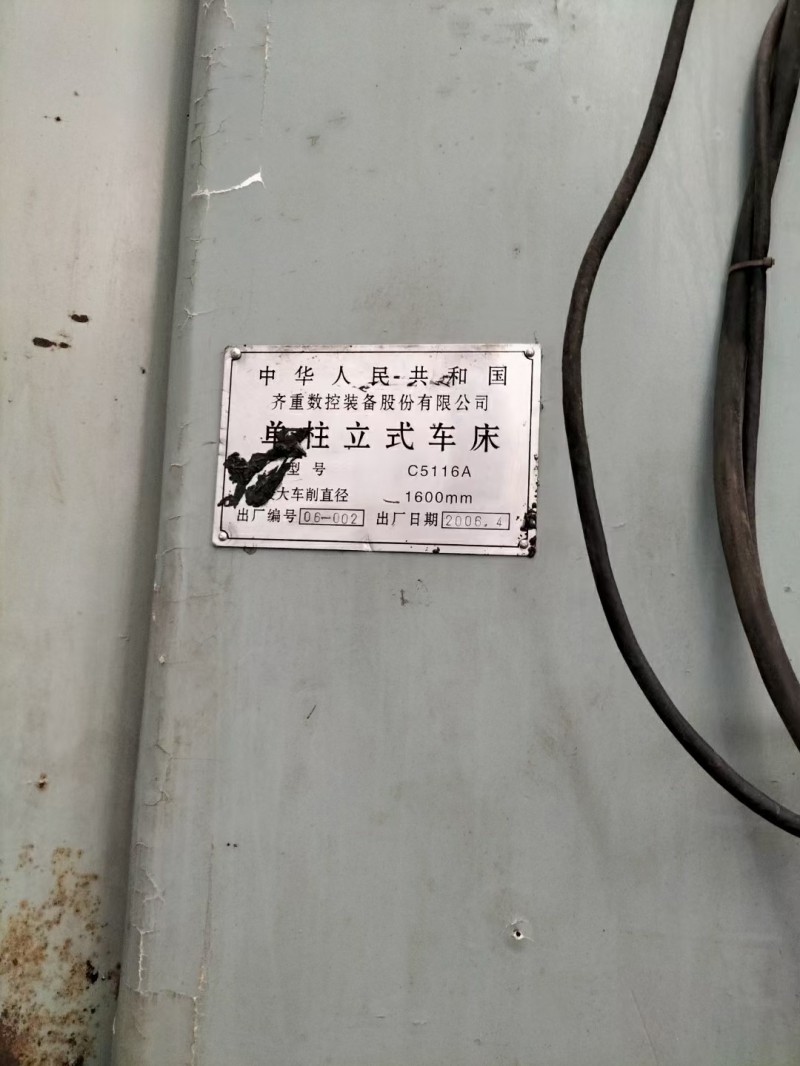 中华人民共和国
齐重数控装备股份有限公司
单柱立式车床
型号 C5116A
大车削直径 1600mm
出厂编号 06-002 出厂日期 2006.4